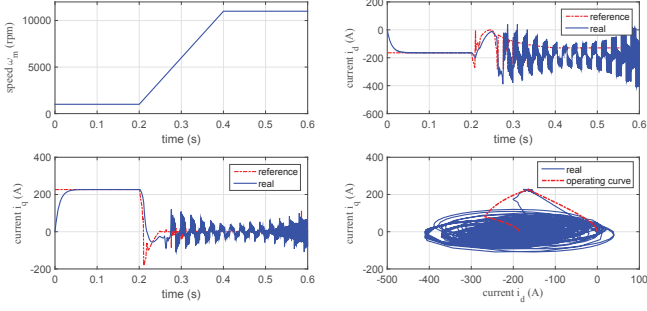 speed ω_m (rpm)
10000
5000
0
0 0.1 0.2 0.3 0.4 0.5 0.6
time (s)
current i_d (A)
200
0
-200
-400
-600
0 0.1 0.2 0.3 0.4 0.5 0.6
time (s)
reference
real
current i_q (A)
400
200
0
-200
0 0.1 0.2 0.3 0.4 0.5 0.6
time (s)
reference
real
current i_q (A)
400
200
0
-200
-500 -400 -300 -200 -100 0 100
current i_d (A)
real
operating curve